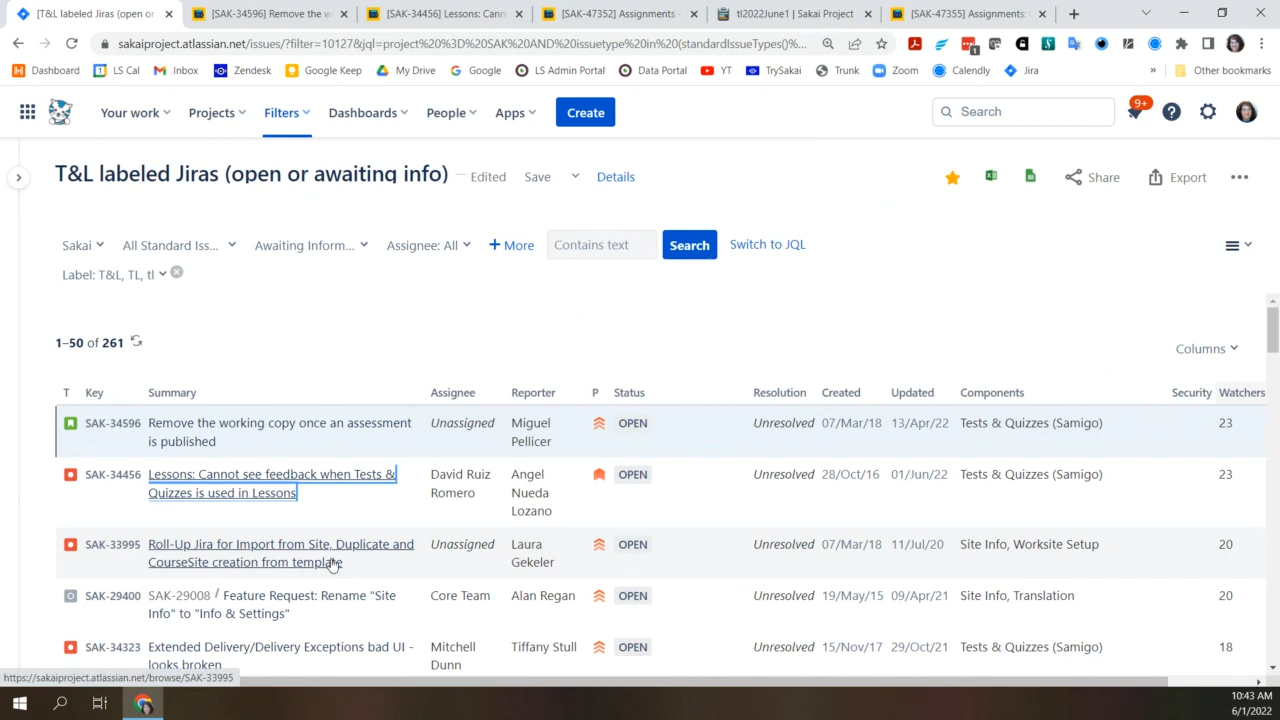 [T&L labeled Jiras (open or
[SAK-34596] Remove the w
[SAK-34456] Lessons: Cann
[SAK-47352] Assignments
tl2022June1 | Sakai Project
[SAK-47355] Assignments:
sakaiproject.atlassian.net/issues/?filter=10127&jql=project%20%3D%20SAK%20AND%20issuetype%20in%20(standardIssueTypes()%...
Dashboard
LS Cal
Inbox
Zendesk
Google Keep
My Drive
Google
LS Admin Portal
Data Portal
YT
TrySakai
Trunk
Zoom
Calendly
Jira
»
Other bookmarks
Your work
Projects
Filters
Dashboards
People
Apps
Create
Search
9+
T&L labeled Jiras (open or awaiting info)
Edited
Save
Details
Share
Export
Sakai
All Standard Iss...
Awaiting Inform...
Assignee: All
+ More
Contains text
Search
Switch to JQL
Label: T&L, TL, tl
1–50 of 261
Columns
T Key Summary Assignee Reporter P Status Resolution Created Updated Components Security Watchers
SAK-34596 Remove the working copy once an assessment Unassigned Miguel OPEN Unresolved 07/Mar/18 13/Apr/22 Tests & Quizzes (Samigo) 23
is published Pellicer
SAK-34456 Lessons: Cannot see feedback when Tests & David Ruiz Angel OPEN Unresolved 28/Oct/16 01/Jun/22 Tests & Quizzes (Samigo) 23
Quizzes is used in Lessons Romero Nueda
Lozano
SAK-33995 Roll-Up Jira for Import from Site, Duplicate and Unassigned Laura OPEN Unresolved 07/Mar/18 11/Jul/20 Site Info, Worksite Setup 20
CourseSite creation from template Gekeler
SAK-29400 SAK-29008 / Feature Request: Rename "Site Core Team Alan Regan OPEN Unresolved 19/May/15 09/Apr/21 Site Info, Translation 20
Info" to "Info & Settings"
SAK-34323 Extended Delivery/Delivery Exceptions bad UI - Mitchell Tiffany Stull OPEN Unresolved 15/Nov/17 29/Oct/21 Tests & Quizzes (Samigo) 18
looks broken Dunn
https://sakaiproject.atlassian.net/browse/SAK-33995
10:43 AM
6/1/2022